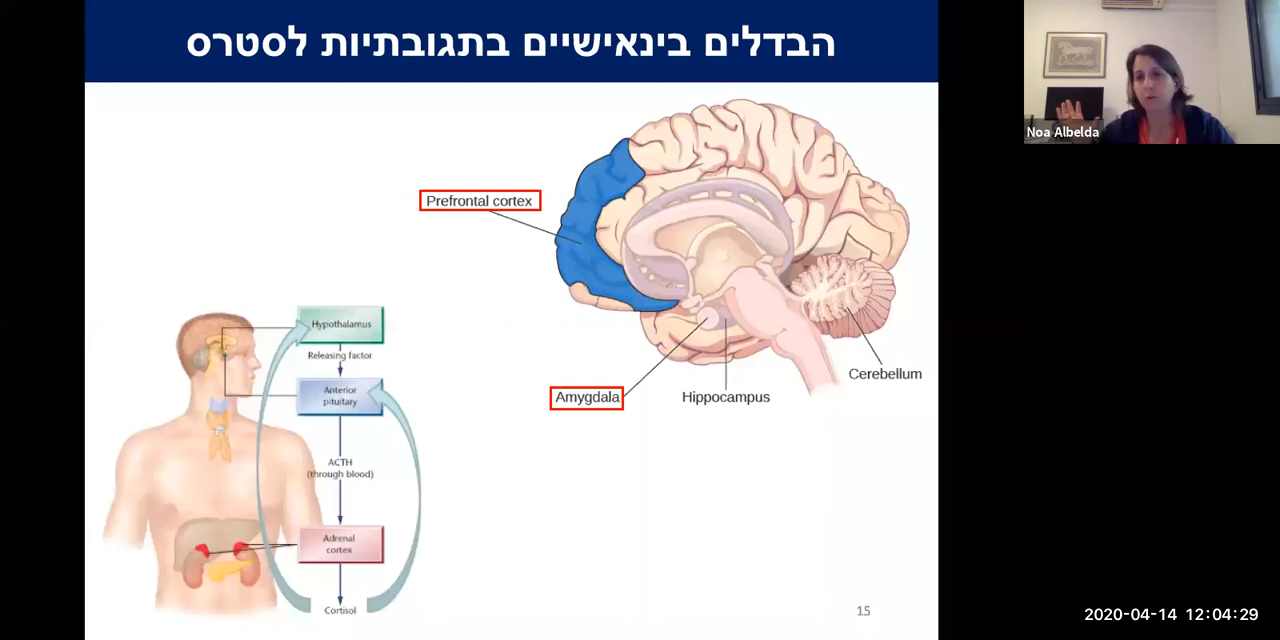 הבדלים בינאישיים בתגובתיות לסטרס
Noa Albelda
Prefrontal cortex
Hypothalamus
Releasing factor
Anterior
pituitary
ACTH
(through blood)
Adrenal
cortex
Cortisol
Cerebellum
Amygdala
Hippocampus
15
2020-04-14 12:04:29